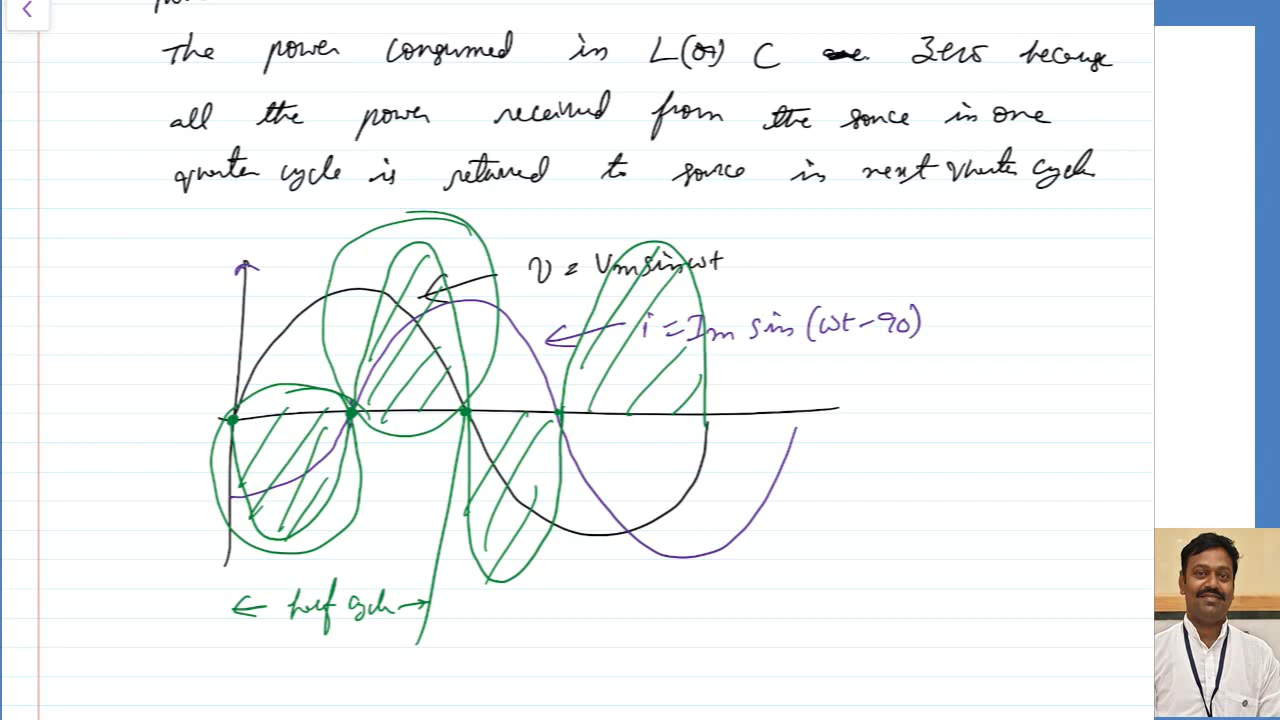 The power consumed in L(or) C are zero because
all the power received from the source in one
quarter cycle is returned to source in next quarter cycle
v = Vm sin ωt
i = Im sin (ωt - 90)
half cycle